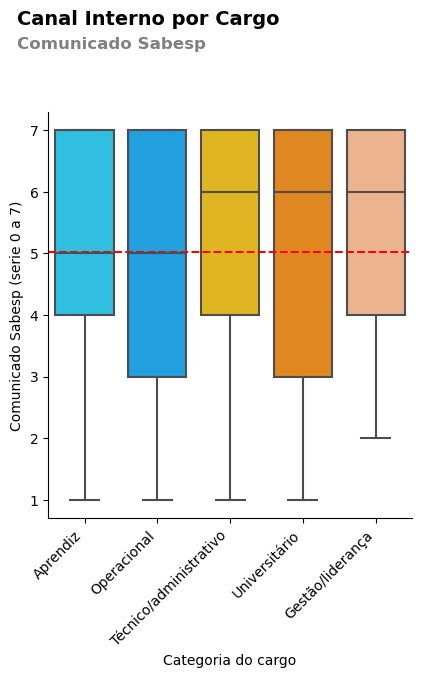 Canal Interno por Cargo
Comunicado Sabesp
Comunicado Sabesp (serie 0 a 7)
7
6
5
4
3
2
1
Aprendiz
Operacional
Técnico/administrativo
Universitário
Gestão/liderança
Categoria do cargo